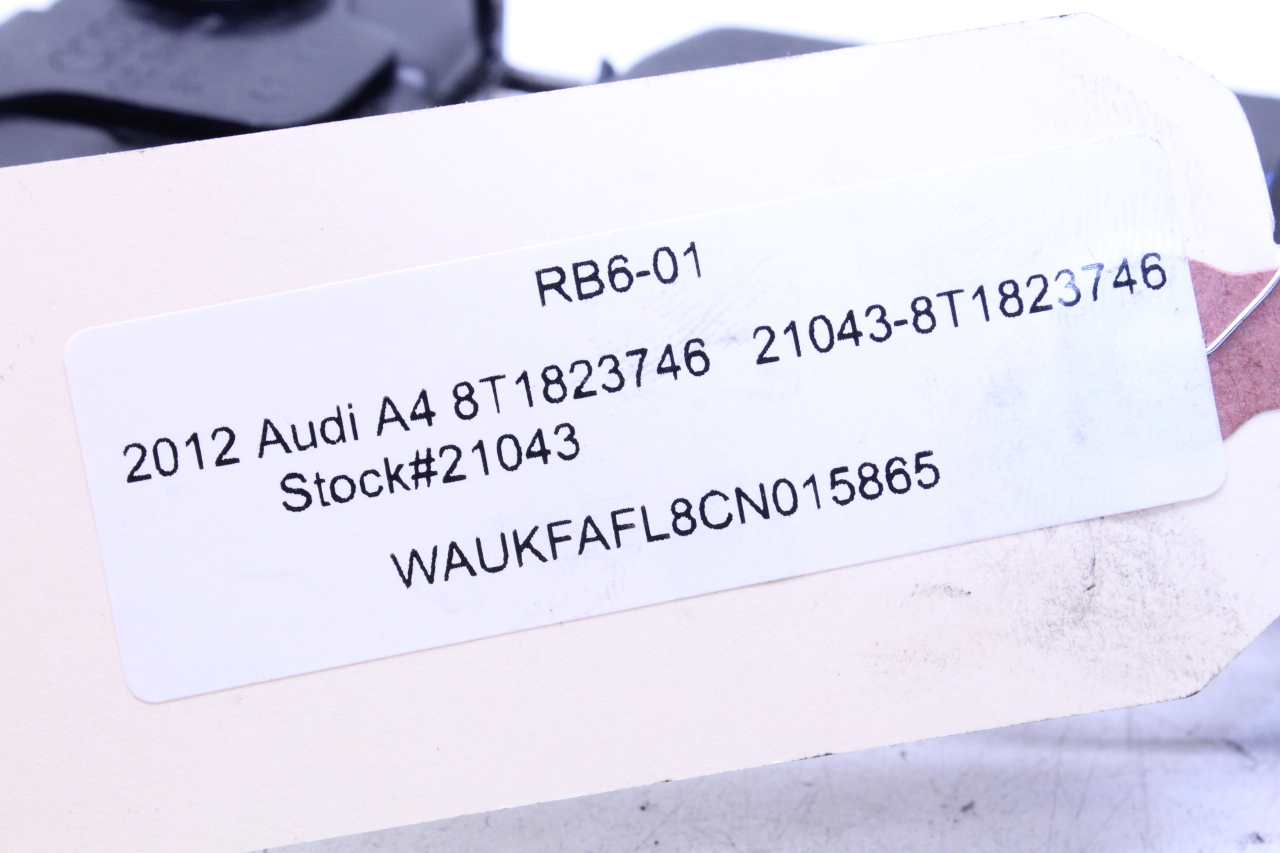 RB6-01
2012 Audi A4 8T1823746 21043-8T1823746
Stock#21043
WAUKFAFL8CN015865